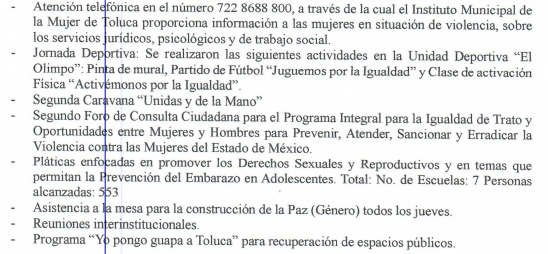 - Atención telefónica en el número 722 8688 800, a través de la cual el Instituto Municipal de
la Mujer de Toluca proporciona información a las mujeres en situación de violencia, sobre
los servicios jurídicos, psicológicos y de trabajo social.
- Jornada Deportiva: Se realizaron las siguientes actividades en la Unidad Deportiva “El
Olimpo”: Pinta de mural, Partido de Fútbol “Juguemos por la Igualdad” y Clase de activación
Física “Activémonos por la Igualdad”.
- Segunda Caravana “Unidas y de la Mano”
- Segundo Foro de Consulta Ciudadana para el Programa Integral para la Igualdad de Trato y
Oportunidades entre Mujeres y Hombres para Prevenir, Atender, Sancionar y Erradicar la
Violencia contra las Mujeres del Estado de México.
- Pláticas enfocadas en promover los Derechos Sexuales y Reproductivos y en temas que
permitan la Prevención del Embarazo en Adolescentes. Total: No. de Escuelas: 7 Personas
alcanzadas: 553
- Asistencia a la mesa para la construcción de la Paz (Género) todos los jueves.
- Reuniones interinstitucionales.
- Programa “Yo pongo guapa a Toluca” para recuperación de espacios públicos.